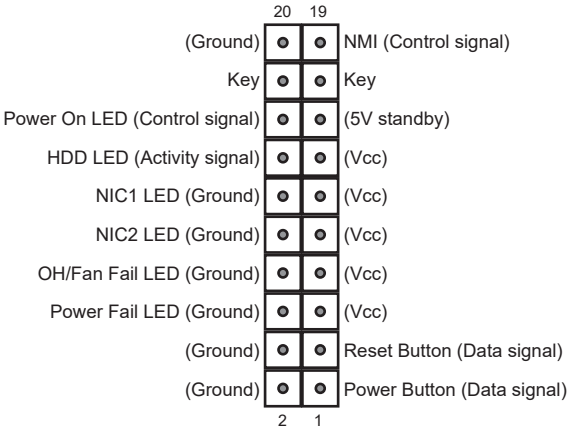 20 19
(Ground) NMI (Control signal)
Key Key
Power On LED (Control signal) (5V standby)
HDD LED (Activity signal) (Vcc)
NIC1 LED (Ground) (Vcc)
NIC2 LED (Ground) (Vcc)
OH/Fan Fail LED (Ground) (Vcc)
Power Fail LED (Ground) (Vcc)
(Ground) Reset Button (Data signal)
(Ground) Power Button (Data signal)
2 1